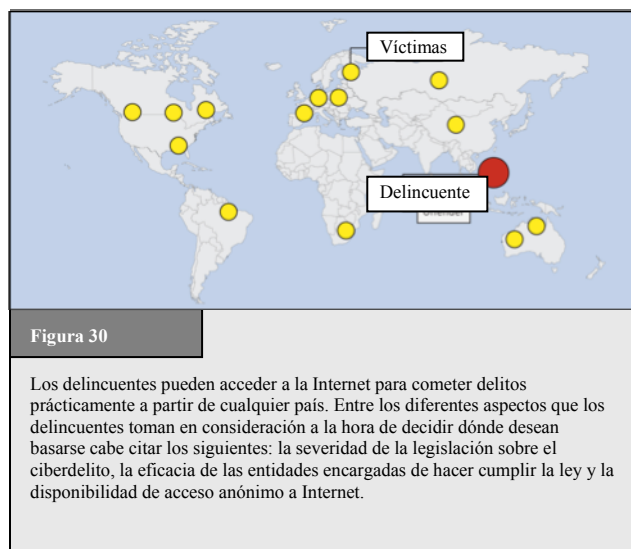 Víctimas
Delincuente
Offender
Figura 30
Los delincuentes pueden acceder a la Internet para cometer delitos
prácticamente a partir de cualquier país. Entre los diferentes aspectos que los
delincuentes toman en consideración a la hora de decidir dónde desean
basarse cabe citar los siguientes: la severidad de la legislación sobre el
ciberdelito, la eficacia de las entidades encargadas de hacer cumplir la ley y la
disponibilidad de acceso anónimo a Internet.